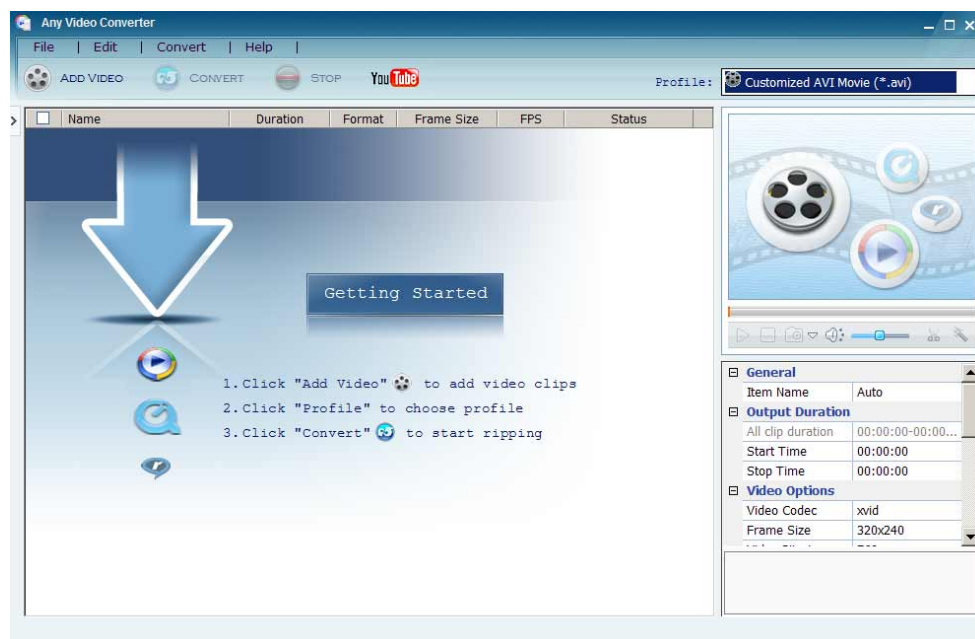 Any Video Converter
File | Edit | Convert | Help |
ADD VIDEO CONVERT STOP YouTube Profile: Customized AVI Movie (*.avi)
Name Duration Format Frame Size FPS Status
Getting Started
1.Click "Add Video" to add video clips
2.Click "Profile" to choose profile
3.Click "Convert" to start ripping
General
Item Name Auto
Output Duration
All clip duration 00:00:00-00:00...
Start Time 00:00:00
Stop Time 00:00:00
Video Options
Video Codec xvid
Frame Size 320x240